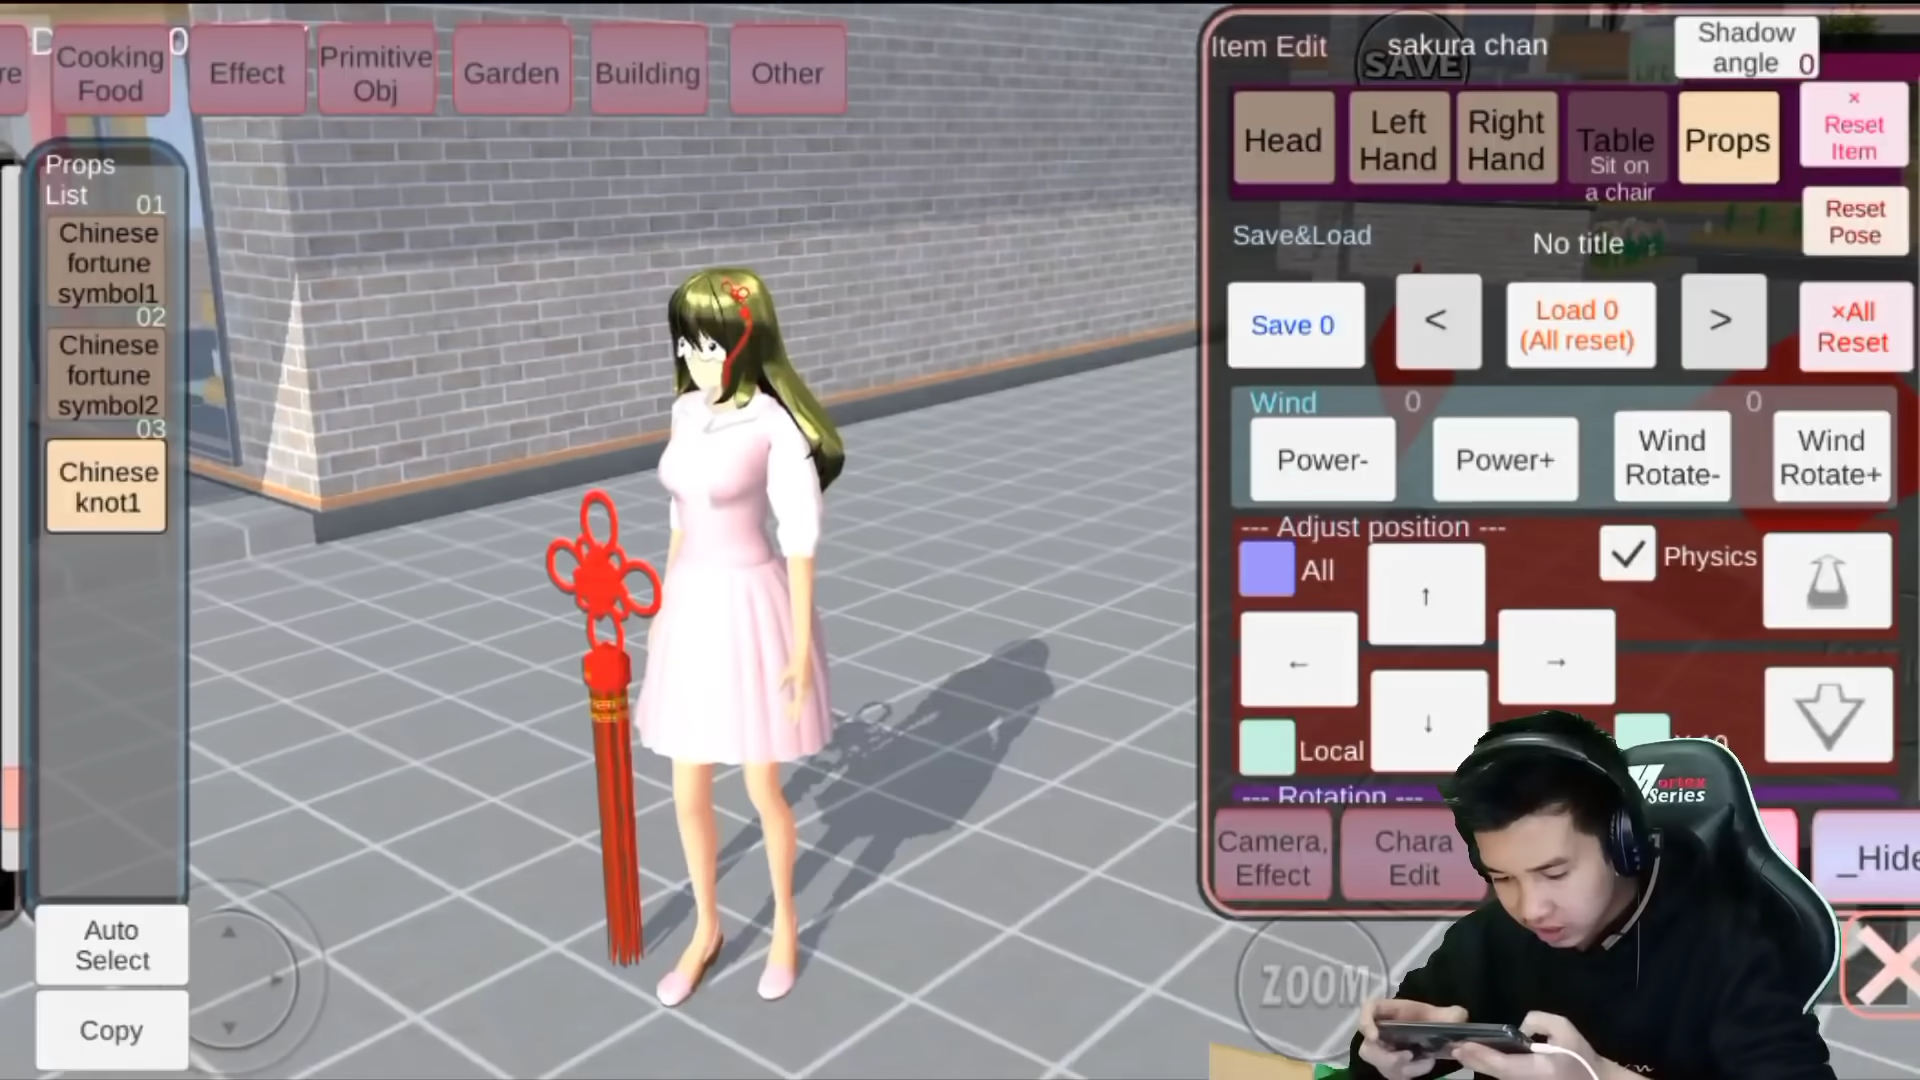 re
Cooking
Food
Effect
Primitive
Obj
Garden
Building
Other
Props
List
01
Chinese
fortune
symbol1
02
Chinese
fortune
symbol2
03
Chinese
knot1
Auto
Select
Copy
Item Edit
sakura chan
SAVE
Shadow
angle 0
Head
Left
Hand
Right
Hand
Table
Sit on
a chair
Props
×
Reset
Item
Reset
Pose
Save&Load
No title
Save 0
<
Load 0
(All reset)
>
×All
Reset
Wind
0
0
Power-
Power+
Wind
Rotate-
Wind
Rotate+
--- Adjust position ---
All
Physics
↑
←
→
↓
Local
--- Rotation ---
Camera,
Effect
Chara
Edit
_Hide
ZOOM
Vortex
Series